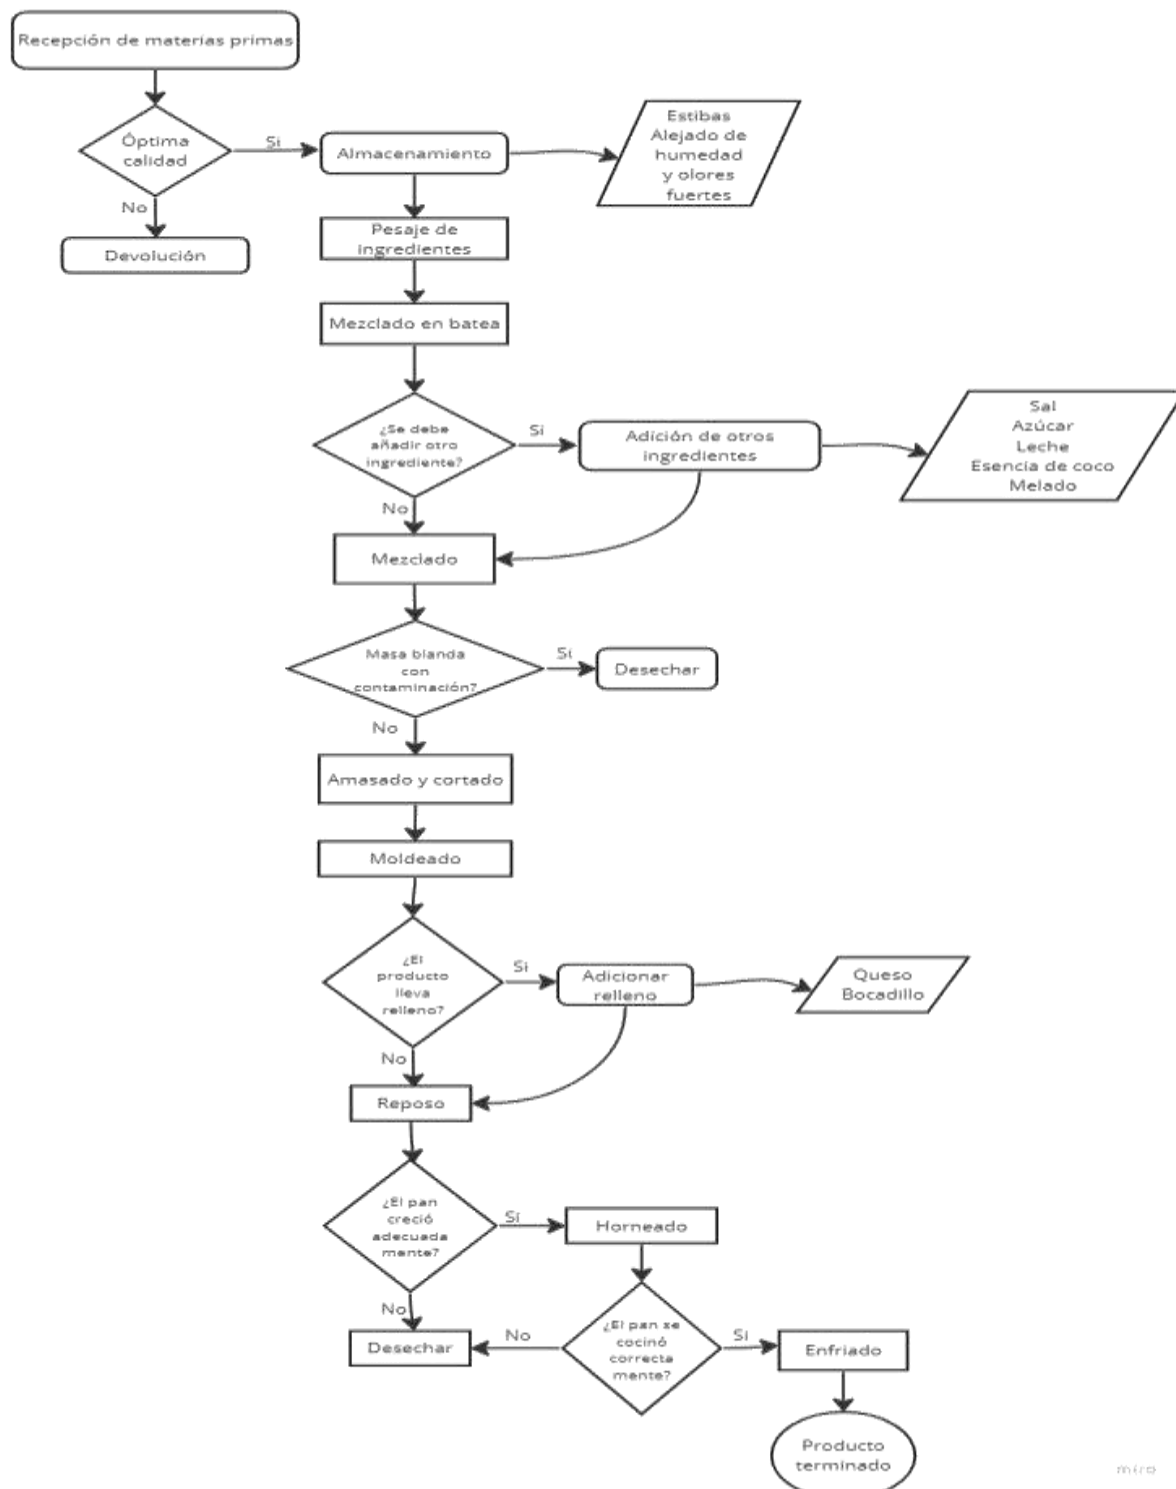 Recepción de materias primas
Óptima
calidad
Si
No
Devolución
Almacenamiento
Estibas
Alejado de
humedad
y olores
fuertes
Pesaje de
ingredientes
Mezclado en batea
¿Se debe
añadir otro
ingrediente?
Si
No
Adición de otros
ingredientes
Sal
Azúcar
Leche
Esencia de coco
Melado
Mezclado
Masa blanda
con
contaminación?
Si
No
Desechar
Amasado y cortado
Moldeado
¿El
producto
lleva
relleno?
Si
No
Adicionar
relleno
Queso
Bocadillo
Reposo
¿El pan
creció
adecuada
mente?
Sí
No
Horneado
Desechar
¿El pan se
cocinó
correcta
mente?
No
Si
Enfriado
Producto
terminado
miro